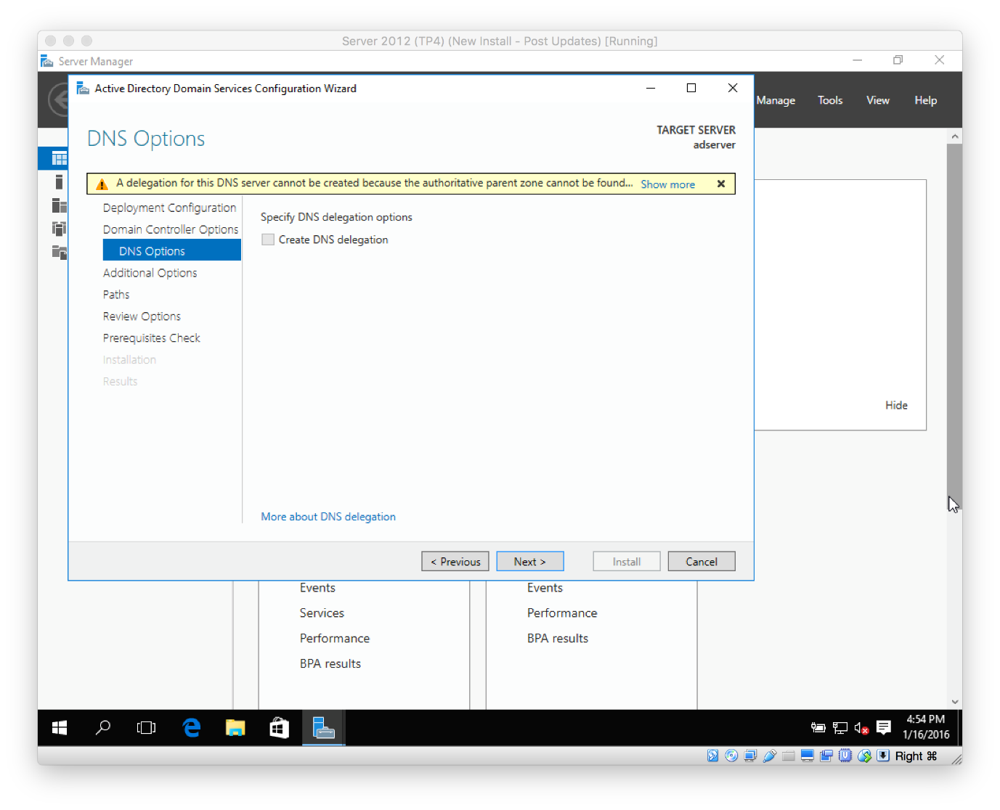 Server 2012 (TP4) (New Install - Post Updates) [Running]
Server Manager
Active Directory Domain Services Configuration Wizard
Manage Tools View Help
DNS Options
TARGET SERVER
adserver
A delegation for this DNS server cannot be created because the authoritative parent zone cannot be found... Show more
Deployment Configuration
Domain Controller Options
DNS Options
Additional Options
Paths
Review Options
Prerequisites Check
Installation
Results
Specify DNS delegation options
Create DNS delegation
Hide
More about DNS delegation
< Previous Next > Install Cancel
Events
Services
Performance
BPA results
Events
Performance
BPA results
4:54 PM
1/16/2016
Right ⌘